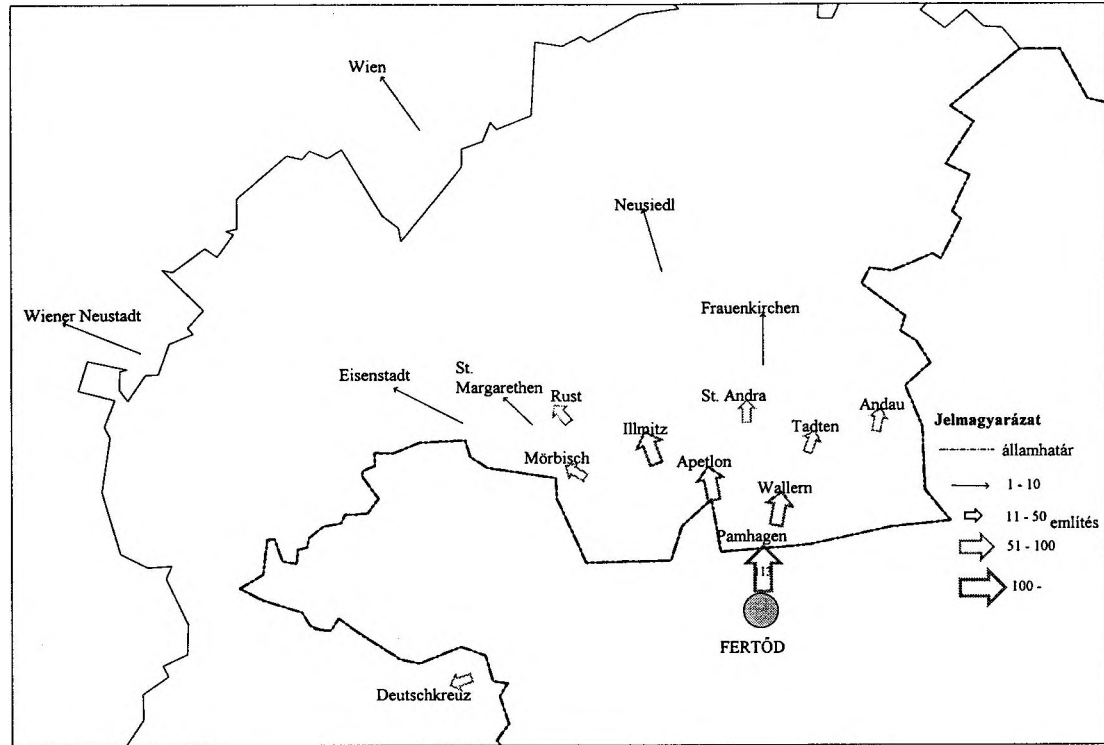 Wien
Neusiedl
Wiener Neustadt
Frauenkirchen
Eisenstadt
St.
Margarethen
Rust
St. Andra
Andau
Illmitz
Tadten
Mörbisch
Apetlon
Wallern
Pamhagen
113
FERTŐD
Deutschkreuz
Jelmagyarázat
államhatár
1 - 10
11 - 50
említés
51 - 100
100 -